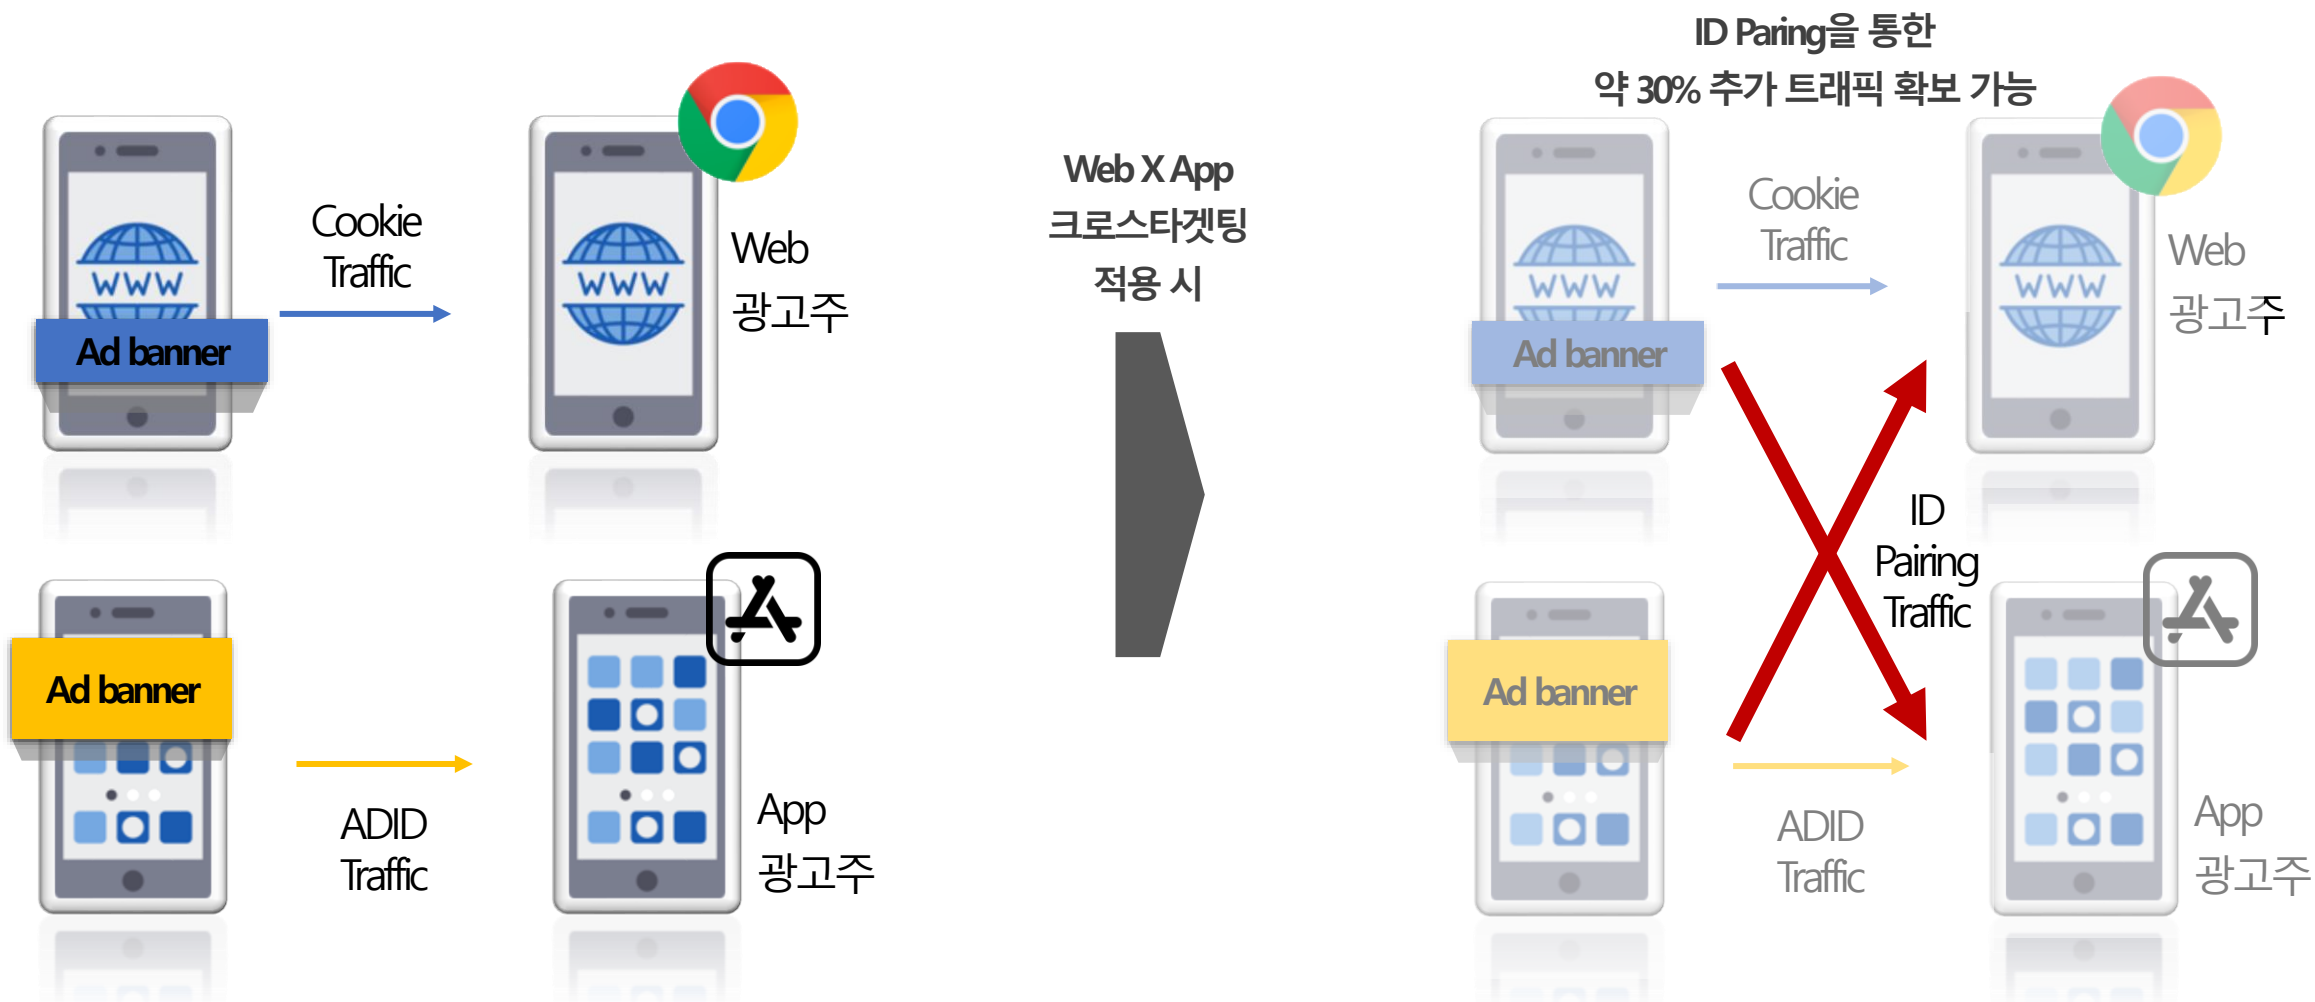 Cookie
Traffic
WWW
Ad banner
WWW
Web
광고주
Ad banner
ADID
Traffic
App
광고주
Web X App
크로스타겟팅
적용 시
ID Paring을 통한
약 30% 추가 트래픽 확보 가능
Cookie
Traffic
WWW
Ad banner
WWW
Web
광고주
ID
Pairing
Traffic
Ad banner
ADID
Traffic
App
광고주